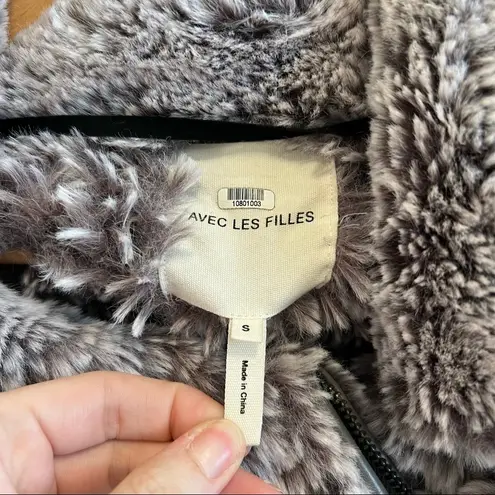 10801003
AVEC LES FILLES
S
Made in
China